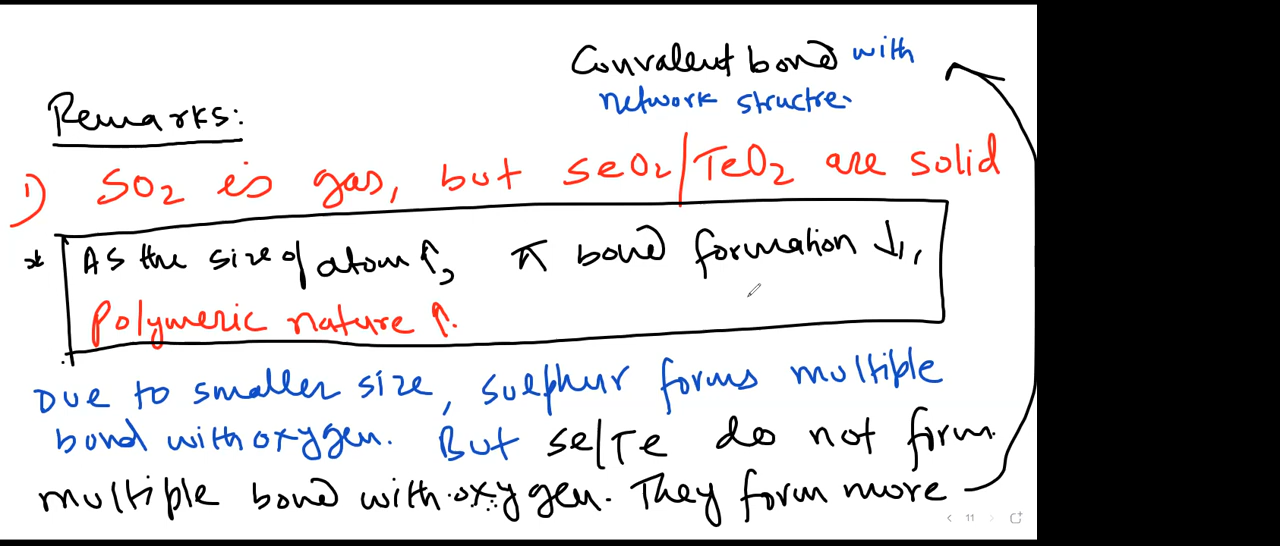 Convalent bond with
network structre.
Remarks:
1) SO2 is gas, but SeO2/TeO2 are solid
* As the size of atom ↑, π bond formation ↓,
Polymeric nature ↑.
Due to smaller size, sulphur forms multiple
bond with oxygen. But Se/Te do not form
multiple bond with oxygen. They form more
11